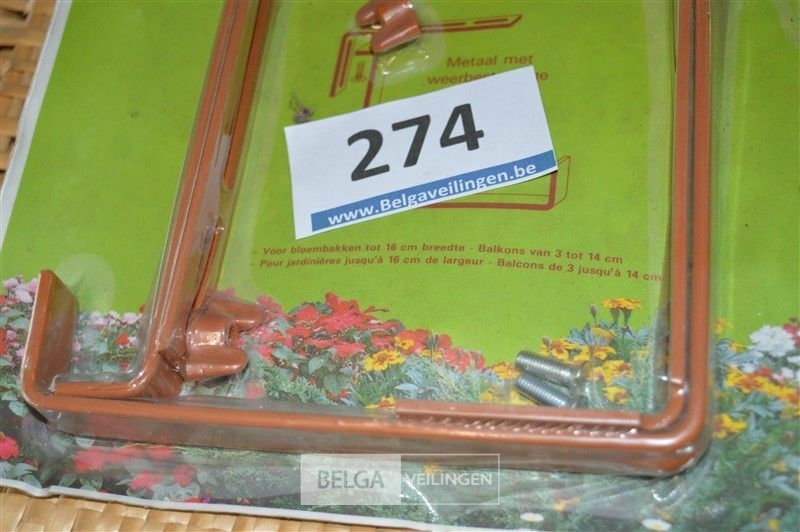 Metaal met
274
www.Belgaveilingen.be
- Voor bloembakken tot 16 cm breedte - Balkons van 3 tot 14 cm
- Pour jardinières jusqu'à 16 cm de largeur - Balcons de 3 jusqu'à 14 cm
BELGA VEILINGEN